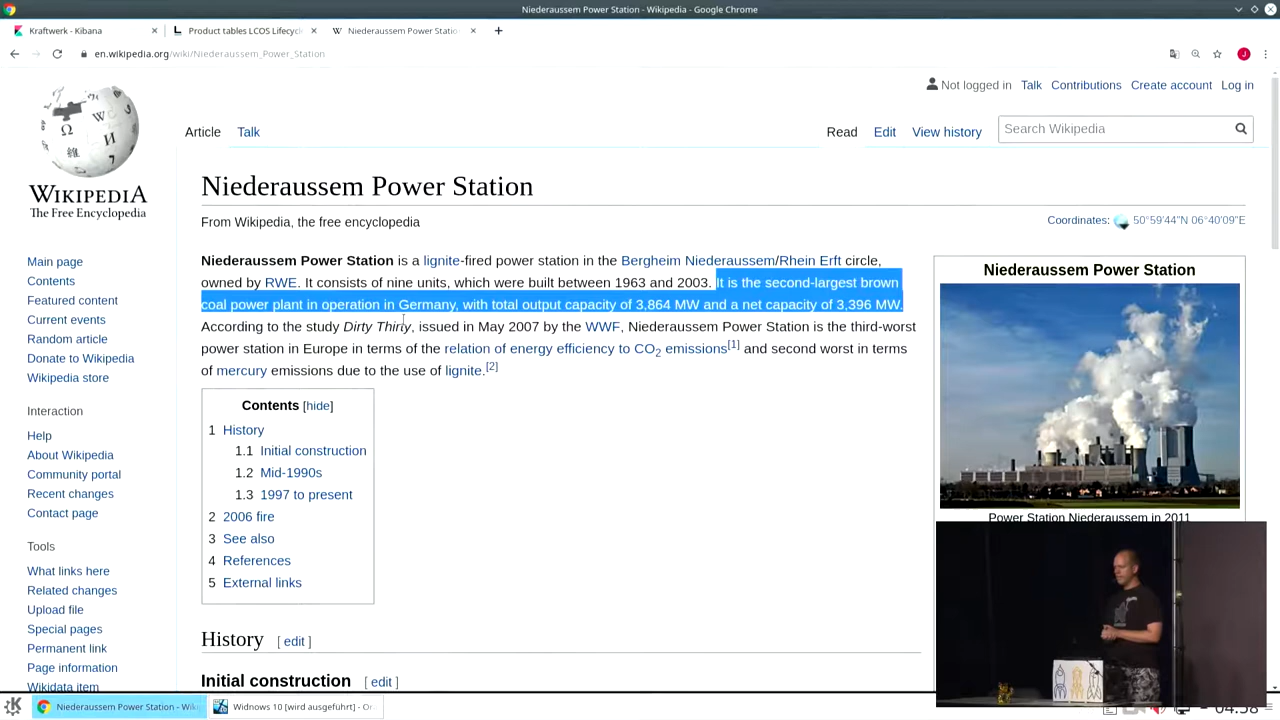 Niederaussem Power Station - Wikipedia - Google Chrome
Kraftwerk - Kibana
Product tables LCOS Lifecycl
Niederaussem Power Statio
en.wikipedia.org/wiki/Niederaussem_Power_Station
J
Not logged in Talk Contributions Create account Log in
Article Talk Read Edit View history Search Wikipedia
WIKIPEDIA
The Free Encyclopedia
Niederaussem Power Station
From Wikipedia, the free encyclopedia
Coordinates: 50°59′44″N 06°40′09″E
Niederaussem Power Station is a lignite-fired power station in the Bergheim Niederaussem/Rhein Erft circle,
owned by RWE. It consists of nine units, which were built between 1963 and 2003. It is the second-largest brown
coal power plant in operation in Germany, with total output capacity of 3,864 MW and a net capacity of 3,396 MW.
According to the study Dirty Thirty, issued in May 2007 by the WWF, Niederaussem Power Station is the third-worst
power station in Europe in terms of the relation of energy efficiency to CO2 emissions[1] and second worst in terms
of mercury emissions due to the use of lignite.[2]
Contents [hide]
1 History
1.1 Initial construction
1.2 Mid-1990s
1.3 1997 to present
2 2006 fire
3 See also
4 References
5 External links
History [ edit ]
Initial construction [ edit ]
Niederaussem Power Station
Power Station Niederaussem in 2011
Main page
Contents
Featured content
Current events
Random article
Donate to Wikipedia
Wikipedia store
Interaction
Help
About Wikipedia
Community portal
Recent changes
Contact page
Tools
What links here
Related changes
Upload file
Special pages
Permanent link
Page information
Wikidata item
Niederaussem Power Station - Wiki
Widnows 10 [wird ausgeführt] - Or